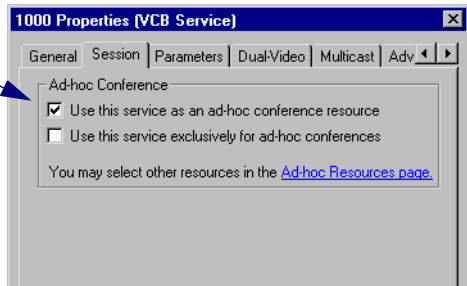 1000 Properties (VCB Service)
General Session Parameters Dual-Video Multicast Adv
Ad-hoc Conference
Use this service as an ad-hoc conference resource
Use this service exclusively for ad-hoc conferences
You may select other resources in the Ad-hoc Resources page.